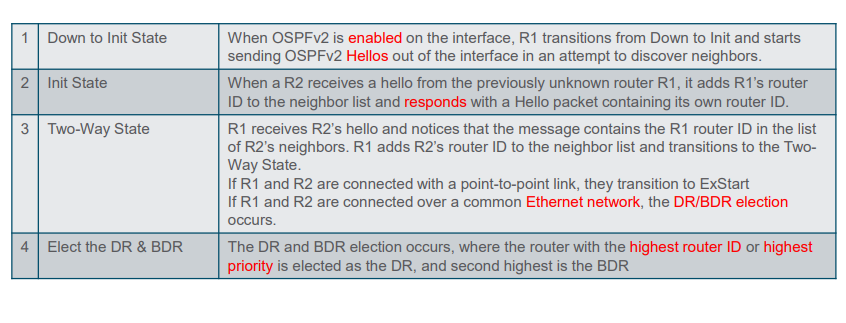 1 Down to Init State When OSPFv2 is enabled on the interface, R1 transitions from Down to Init and starts
sending OSPFv2 Hellos out of the interface in an attempt to discover neighbors.
2 Init State When a R2 receives a hello from the previously unknown router R1, it adds R1's router
ID to the neighbor list and responds with a Hello packet containing its own router ID.
3 Two-Way State R1 receives R2's hello and notices that the message contains the R1 router ID in the list
of R2's neighbors. R1 adds R2's router ID to the neighbor list and transitions to the Two-
Way State.
If R1 and R2 are connected with a point-to-point link, they transition to ExStart
If R1 and R2 are connected over a common Ethernet network, the DR/BDR election
occurs.
4 Elect the DR & BDR The DR and BDR election occurs, where the router with the highest router ID or highest
priority is elected as the DR, and second highest is the BDR